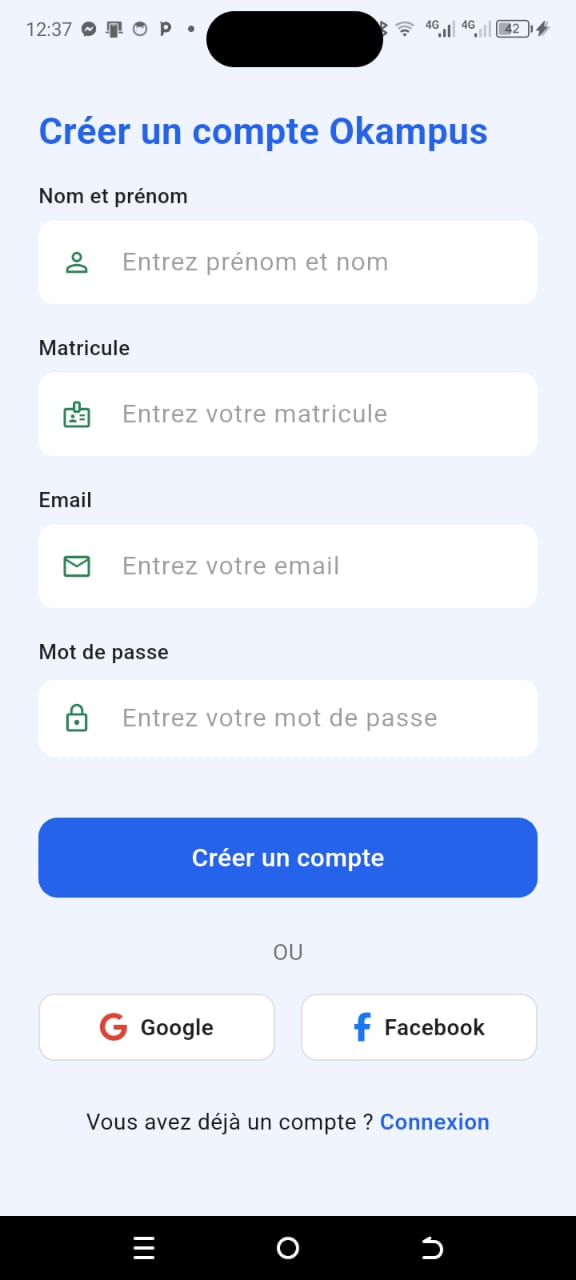 12:37
4G 4G 42
Créer un compte Okampus
Nom et prénom
Entrez prénom et nom
Matricule
Entrez votre matricule
Email
Entrez votre email
Mot de passe
Entrez votre mot de passe
Créer un compte
OU
Google Facebook
Vous avez déjà un compte ? Connexion